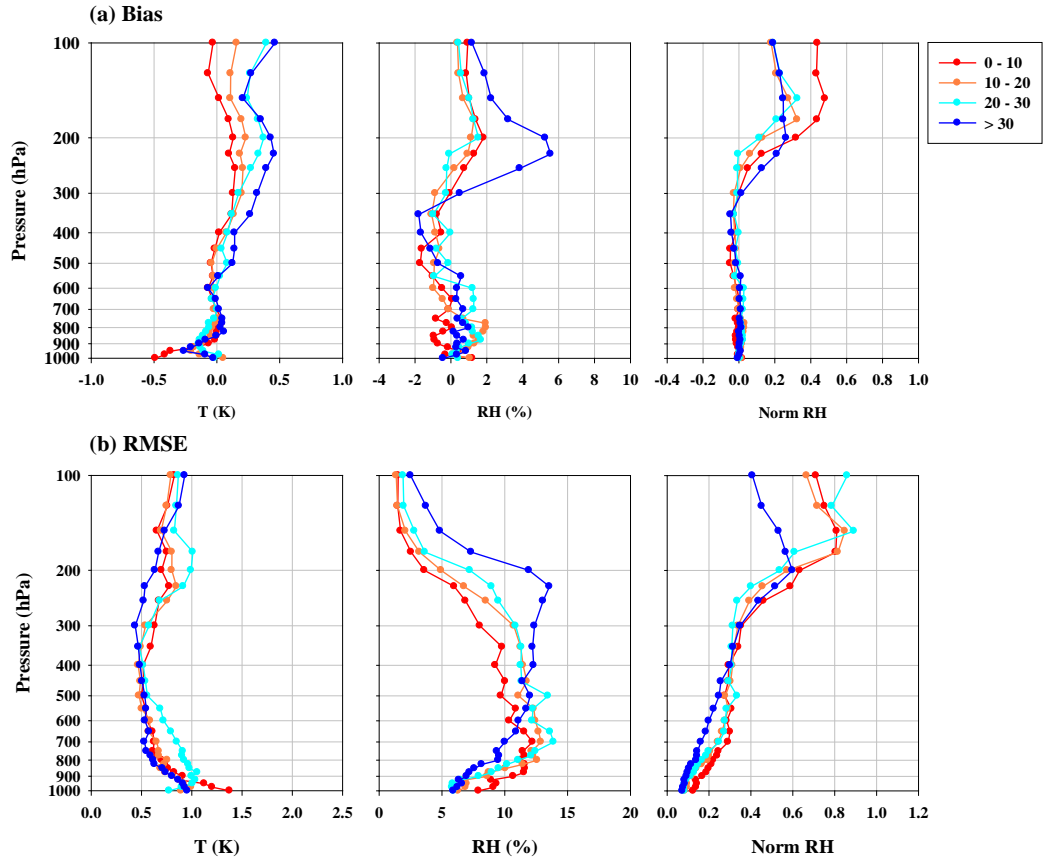 (a) Bias
100
200
300
400
500
600
700
800
900
1000
Pressure (hPa)
-1.0 -0.5 0.0 0.5 1.0
T (K)
-4 -2 0 2 4 6 8 10
RH (%)
-0.4 -0.2 0.0 0.2 0.4 0.6 0.8 1.0
Norm RH
0 - 10
10 - 20
20 - 30
> 30
(b) RMSE
100
200
300
400
500
600
700
800
900
1000
Pressure (hPa)
0.0 0.5 1.0 1.5 2.0 2.5
T (K)
0 5 10 15 20
RH (%)
0.0 0.2 0.4 0.6 0.8 1.0 1.2
Norm RH